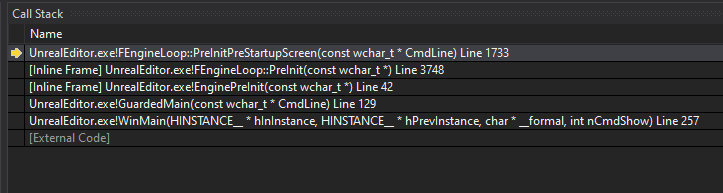 Call Stack
Name
UnrealEditor.exe!FEngineLoop::PreInitPreStartupScreen(const wchar_t * CmdLine) Line 1733
[Inline Frame] UnrealEditor.exe!FEngineLoop::PreInit(const wchar_t *) Line 3748
[Inline Frame] UnrealEditor.exe!EnginePreInit(const wchar_t *) Line 42
UnrealEditor.exe!GuardedMain(const wchar_t * CmdLine) Line 129
UnrealEditor.exe!WinMain(HINSTANCE__ * hInInstance, HINSTANCE__ * hPrevInstance, char * __formal, int nCmdShow) Line 257
[External Code]